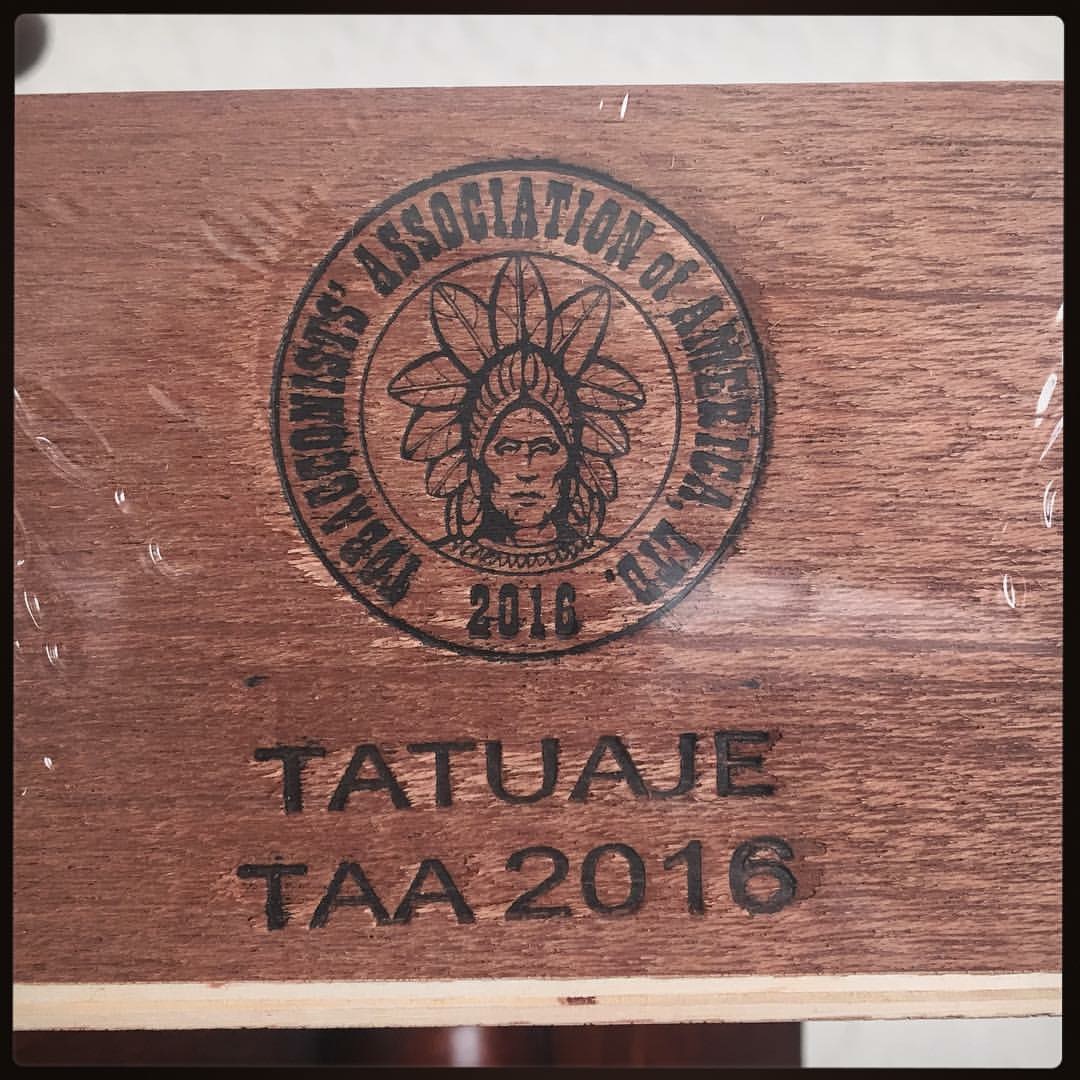 TOBACCONISTS' ASSOCIATION of AMERICA, LTD.
2016
TATUAJE
TAA 2016